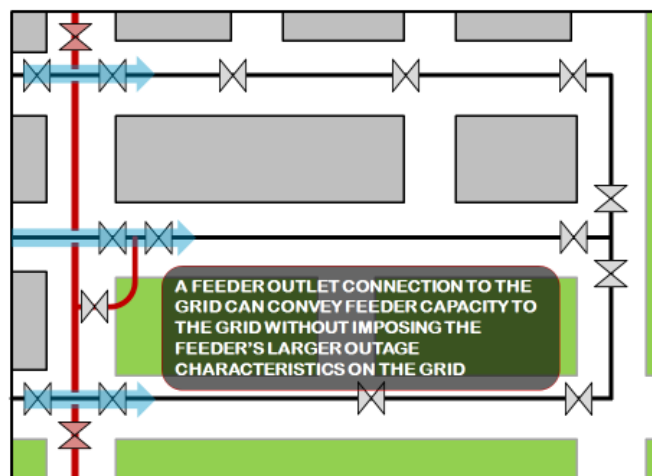 A FEEDER OUTLET CONNECTION TO THE
GRID CAN CONVEY FEEDER CAPACITY TO
THE GRID WITHOUT IMPOSING THE
FEEDER'S LARGER OUTAGE
CHARACTERISTICS ON THE GRID